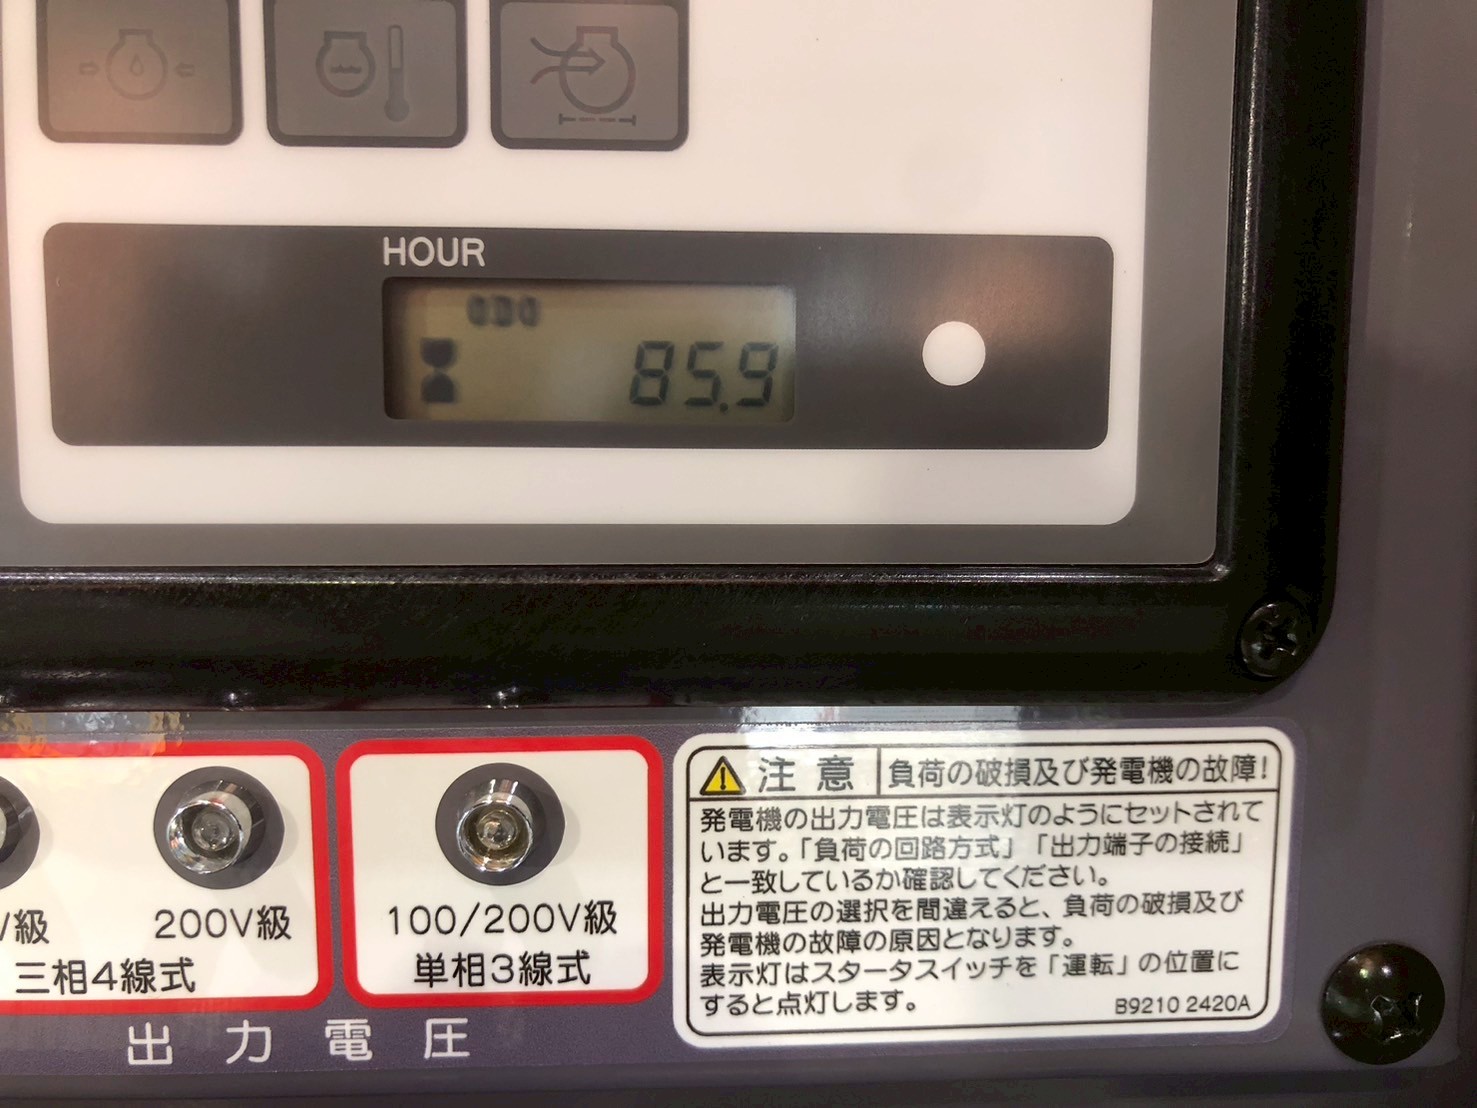 HOUR
ODO
85.9
V級
200V級
三相4線式
100/200V級
単相3線式
出力電圧
注意 負荷の破損及び発電機の故障!
発電機の出力電圧は表示灯のようにセットされて
います。「負荷の回路方式」「出力端子の接続」
と一致しているか確認してください。
出力電圧の選択を間違えると、負荷の破損及び
発電機の故障の原因となります。
表示灯はスタータスイッチを「運転」の位置に
すると点灯します。
B9210 2420A